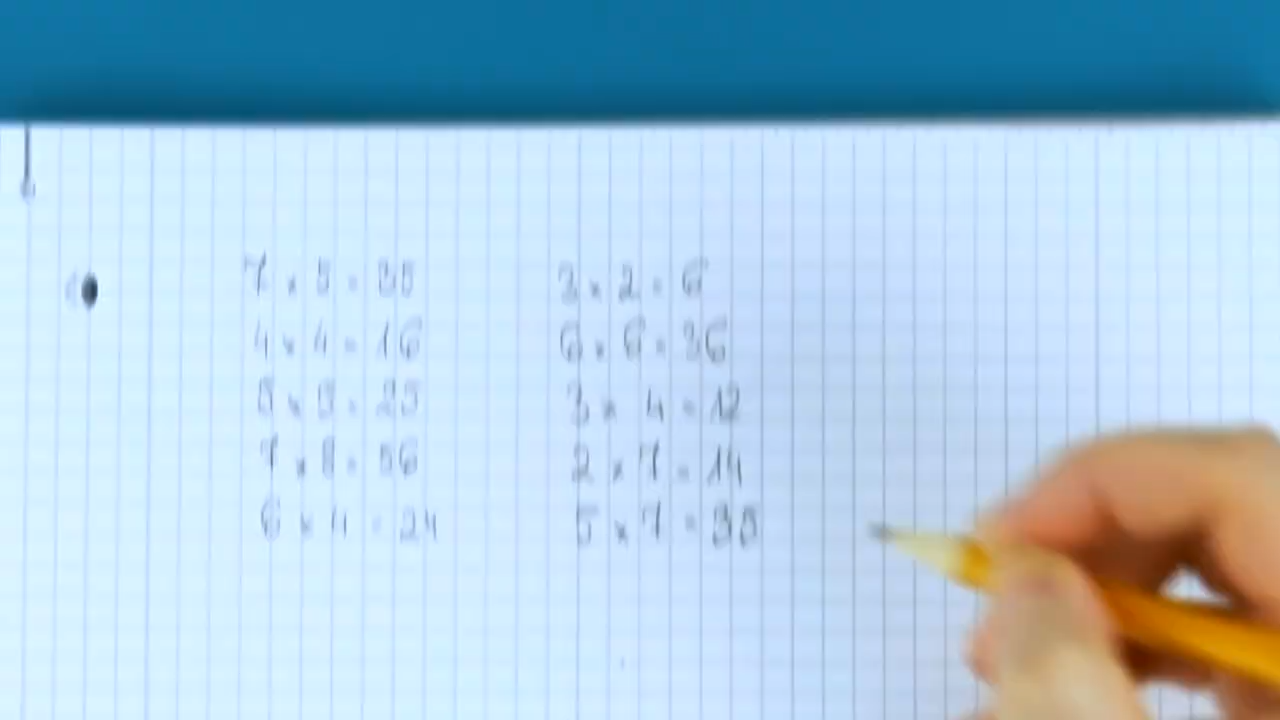 7 x 5 = 35
4 x 4 = 16
5 x 5 = 25
7 x 8 = 56
6 x 4 = 24
3 x 2 = 6
6 x 6 = 36
3 x 4 = 12
2 x 7 = 14
5 x 7 = 35